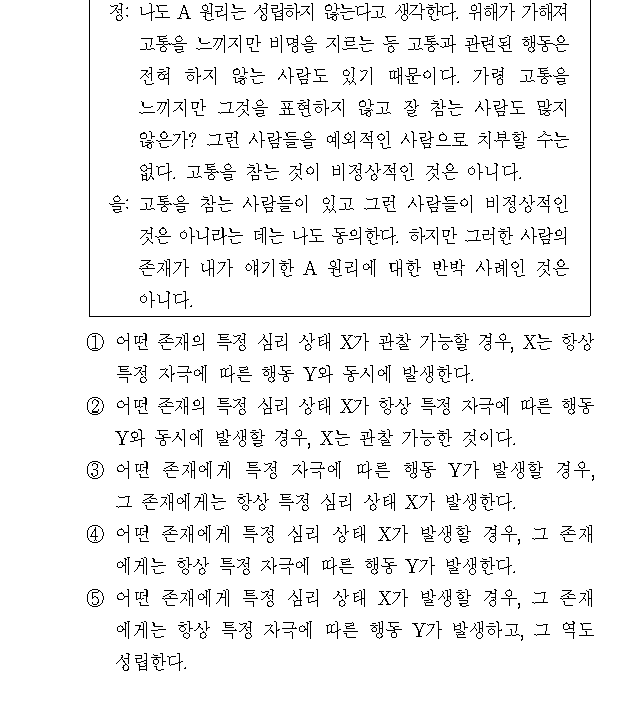 정: 나도 A 원리는 성립하지 않는다고 생각한다. 위해가 가해져
고통을 느끼지만 비명을 지르는 등 고통과 관련된 행동은
전혀 하지 않는 사람도 있기 때문이다. 가령 고통을
느끼지만 그것을 표현하지 않고 잘 참는 사람도 많지
않은가? 그런 사람들을 예외적인 사람으로 치부할 수는
없다. 고통을 참는 것이 비정상적인 것은 아니다.
을: 고통을 참는 사람들이 있고 그런 사람들이 비정상적인
것은 아니라는 데는 나도 동의한다. 하지만 그러한 사람의
존재가 내가 얘기한 A 원리에 대한 반박 사례인 것은
아니다.
① 어떤 존재의 특정 심리 상태 X가 관찰 가능할 경우, X는 항상
특정 자극에 따른 행동 Y와 동시에 발생한다.
② 어떤 존재의 특정 심리 상태 X가 항상 특정 자극에 따른 행동
Y와 동시에 발생할 경우, X는 관찰 가능한 것이다.
③ 어떤 존재에게 특정 자극에 따른 행동 Y가 발생할 경우,
그 존재에게는 항상 특정 심리 상태 X가 발생한다.
④ 어떤 존재에게 특정 심리 상태 X가 발생할 경우, 그 존재
에게는 항상 특정 자극에 따른 행동 Y가 발생한다.
⑤ 어떤 존재에게 특정 심리 상태 X가 발생할 경우, 그 존재
에게는 항상 특정 자극에 따른 행동 Y가 발생하고, 그 역도
성립한다.